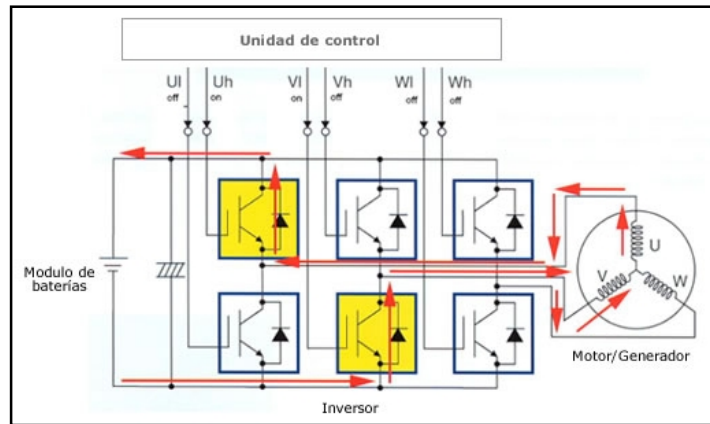 Unidad de control
Ul Uh Vl Vh Wl Wh
off on on off off off
Modulo de
baterías
U
V W
Motor/Generador
Inversor